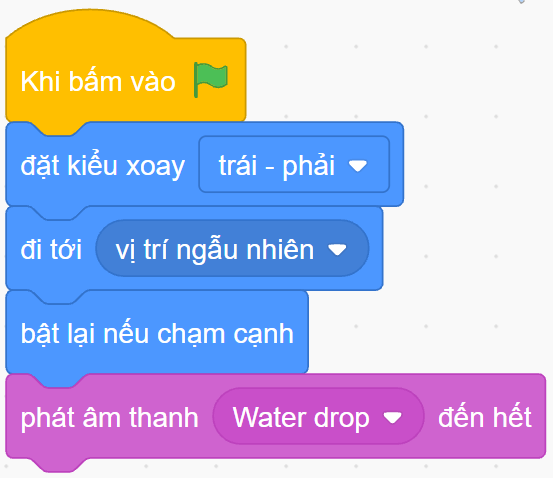 Khi bấm vào
đặt kiểu xoay trái - phải
đi tới vị trí ngẫu nhiên
bật lại nếu chạm cạnh
phát âm thanh Water drop đến hết